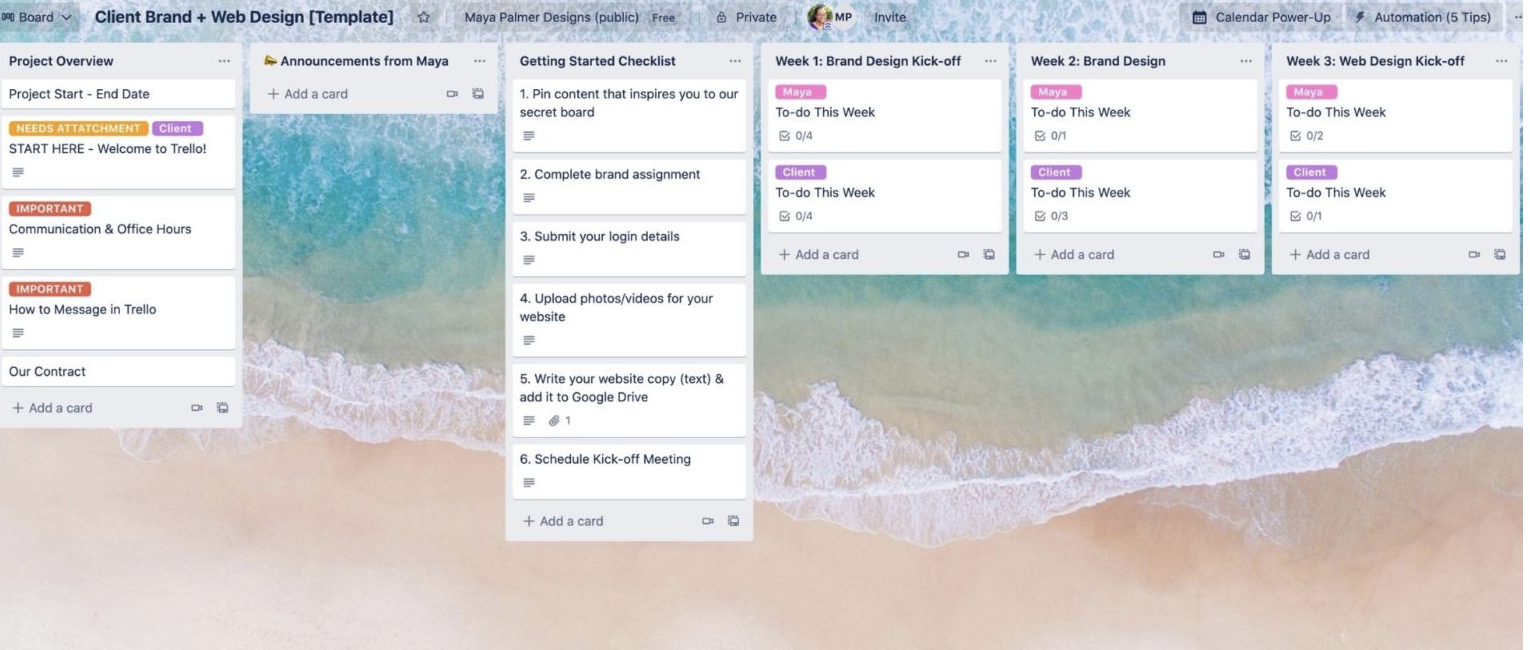 Board
Client Brand + Web Design [Template]
Maya Palmer Designs (public)
Free
Private
MP
Invite
Calendar Power-Up
Automation (5 Tips)
Project Overview
Project Start - End Date
NEEDS ATTATCHMENT
Client
START HERE - Welcome to Trello!
IMPORTANT
Communication & Office Hours
IMPORTANT
How to Message in Trello
Our Contract
+ Add a card
Announcements from Maya
+ Add a card
Getting Started Checklist
1. Pin content that inspires you to our
secret board
2. Complete brand assignment
3. Submit your login details
4. Upload photos/videos for your
website
5. Write your website copy (text) &
add it to Google Drive
1
6. Schedule Kick-off Meeting
+ Add a card
Week 1: Brand Design Kick-off
Maya
To-do This Week
0/4
Client
To-do This Week
0/4
+ Add a card
Week 2: Brand Design
Maya
To-do This Week
0/1
Client
To-do This Week
0/3
+ Add a card
Week 3: Web Design Kick-off
Maya
To-do This Week
0/2
Client
To-do This Week
0/1
+ Add a card